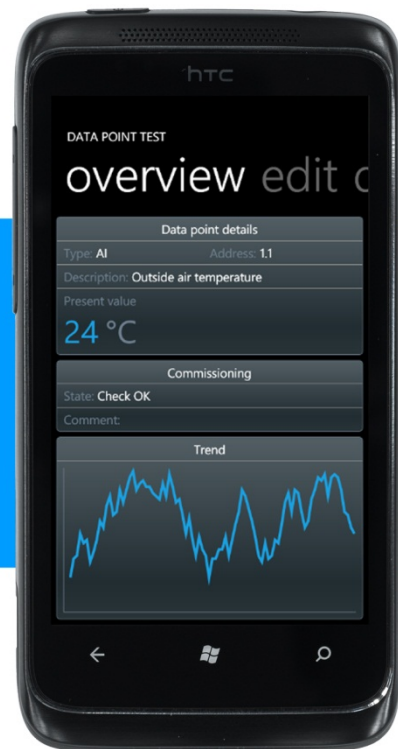 hTC
DATA POINT TEST
overview edit
Data point details
Type: AI Address: 1.1
Description: Outside air temperature
Present value
24 °C
Commissioning
State: Check OK
Comment:
Trend